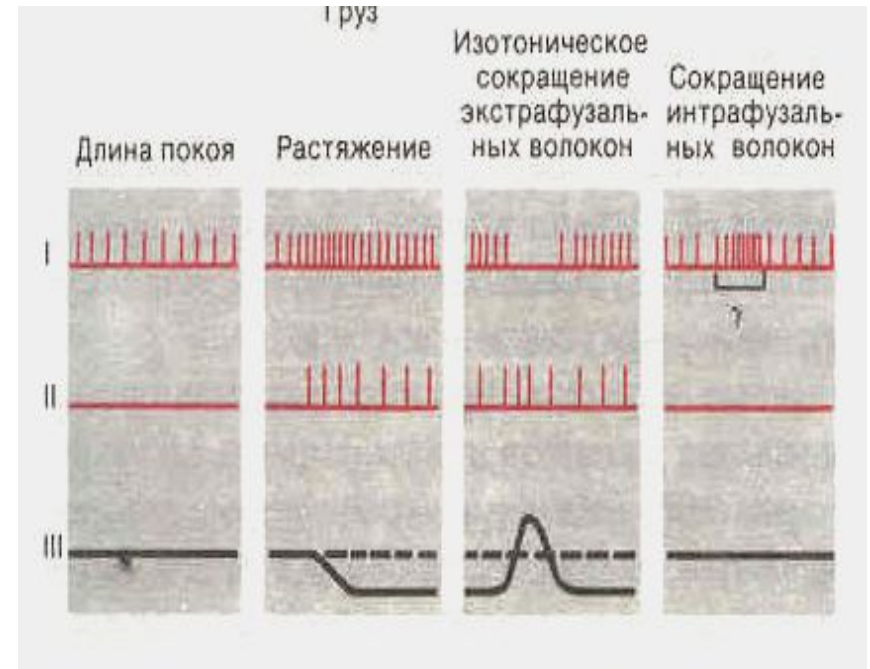 Груз
Изотоническое
сокращение
экстрафузаль-
ных волокон
Сокращение
интрафузаль-
ных волокон
Длина покоя
Растяжение
I
γ
II
III